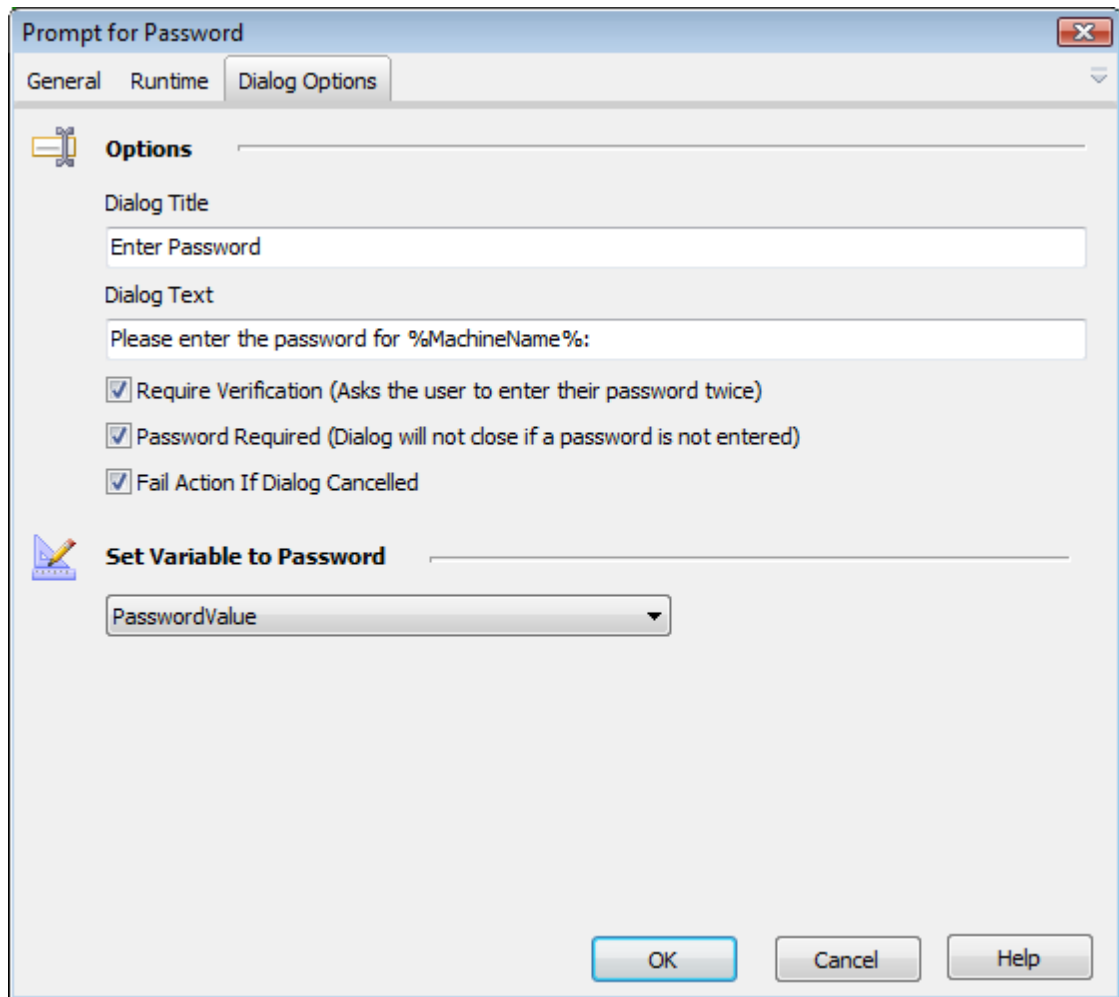 Prompt for Password
General Runtime Dialog Options
Options
Dialog Title
Enter Password
Dialog Text
Please enter the password for %MachineName%:
Require Verification (Asks the user to enter their password twice)
Password Required (Dialog will not close if a password is not entered)
Fail Action If Dialog Cancelled
Set Variable to Password
PasswordValue
OK Cancel Help